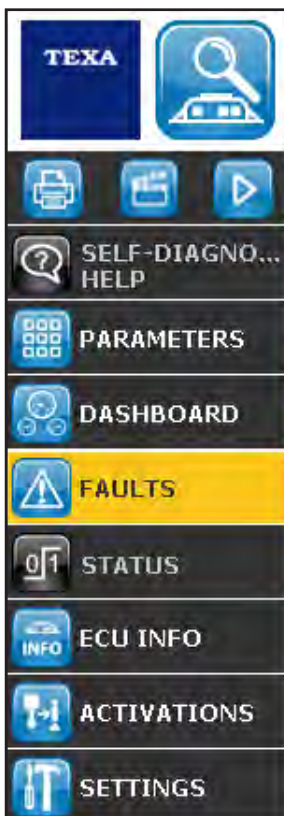 TEXA
SELF-DIAGNO...
HELP
PARAMETERS
DASHBOARD
FAULTS
0 1
STATUS
INFO
ECU INFO
ACTIVATIONS
SETTINGS